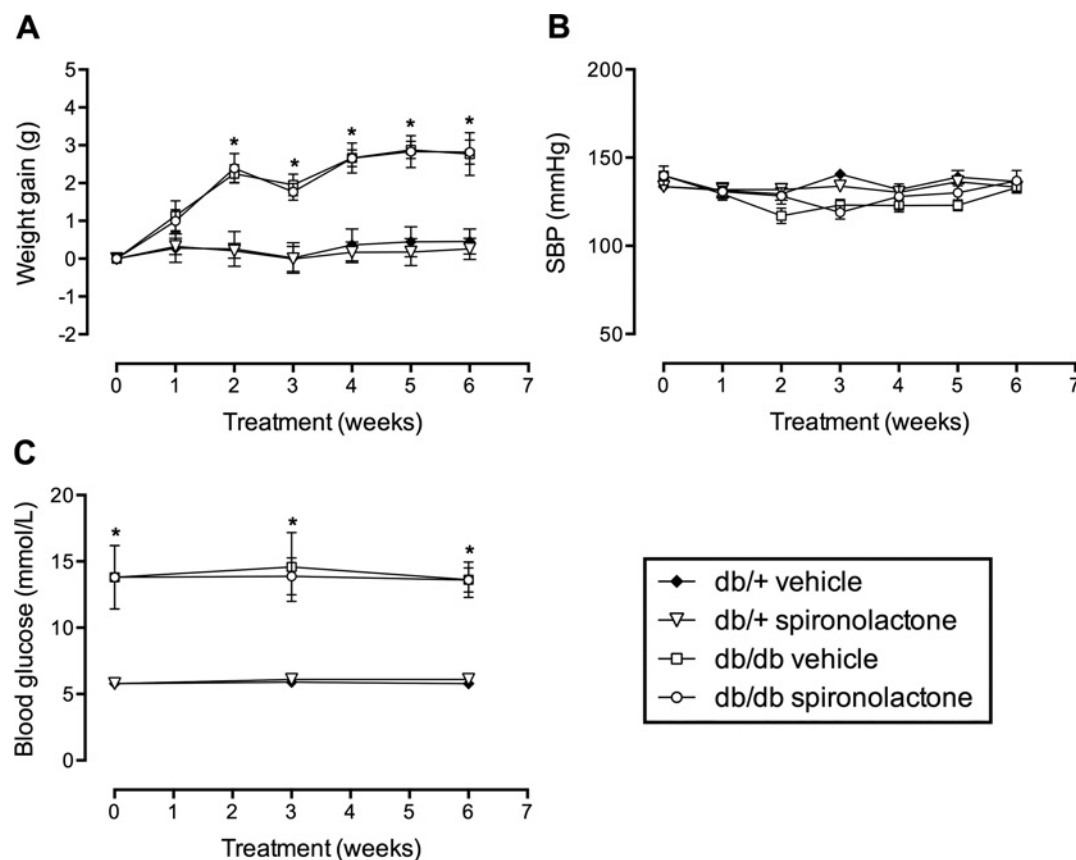 A
Weight gain (g)
5
4
3
2
1
0
-1
-2
* * * * *
0 1 2 3 4 5 6 7
Treatment (weeks)
B
SBP (mmHg)
200
150
100
50
0 1 2 3 4 5 6 7
Treatment (weeks)
C
Blood glucose (mmol/L)
20
15
10
5
0
* * *
0 1 2 3 4 5 6 7
Treatment (weeks)
db/+ vehicle
db/+ spironolactone
db/db vehicle
db/db spironolactone